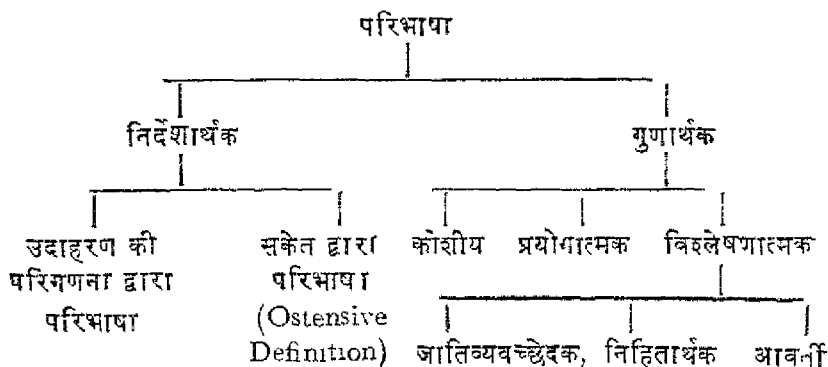 परिभाषा
निर्देशार्थक गुणार्थक
उदाहरण की परिगणना द्वारा परिभाषा
सकेत द्वारा परिभाषा (Ostensive Definition)
कोशीय प्रयोगात्मक विश्लेषणात्मक
जातिव्यवच्छेदक, निहितार्थक आवर्ती